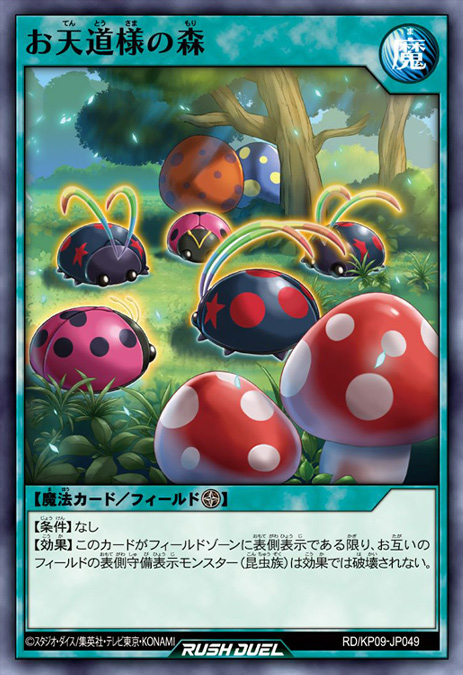 お天道様の森
魔
【魔法カード／フィールド】
【条件】なし
【効果】このカードがフィールドゾーンに表側表示である限り、お互いの
フィールドの表側守備表示モンスター(昆虫族)は効果では破壊されない。
©スタジオ・ダイス/集英社・テレビ東京・KONAMI
RUSH DUEL
RD/KP09-JP049